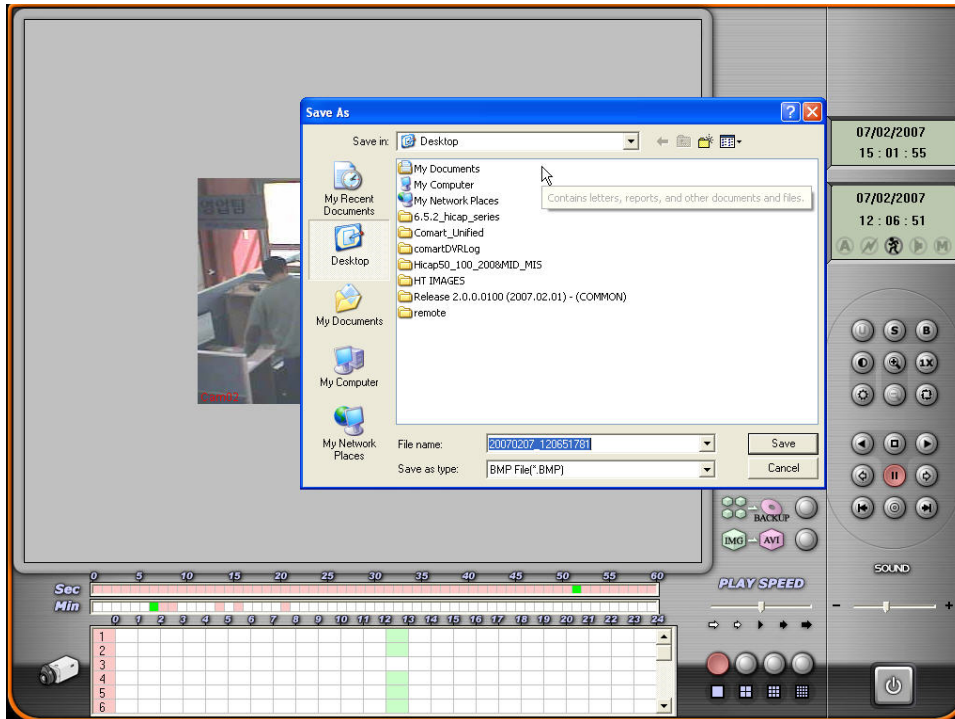 Save As
Save in:
Desktop
My Documents
My Computer
My Network Places
6.5.2_hicap_series
Comart_Unified
comartDVRLog
Hicap50_100_200&MID_MIS
HT IMAGES
Release 2.0.0.0100 (2007.02.01) - (COMMON)
remote
Contains letters, reports, and other documents and files.
My Recent
Documents
Desktop
My Documents
My Computer
My Network
Places
File name:
20070207_120651781
Save
Save as type:
BMP File(*.BMP)
Cancel
영업팀
07/02/2007
15 : 01 : 55
07/02/2007
12 : 06 : 51
A M
U S B
1X
BACKUP
IMG AVI
SOUND
PLAY SPEED
- +
0 5 10 15 20 25 30 35 40 45 50 55 60
Sec
Min
0 1 2 3 4 5 6 7 8 9 10 11 12 13 14 15 16 17 18 19 20 21 22 23 24
1
2
3
4
5
6